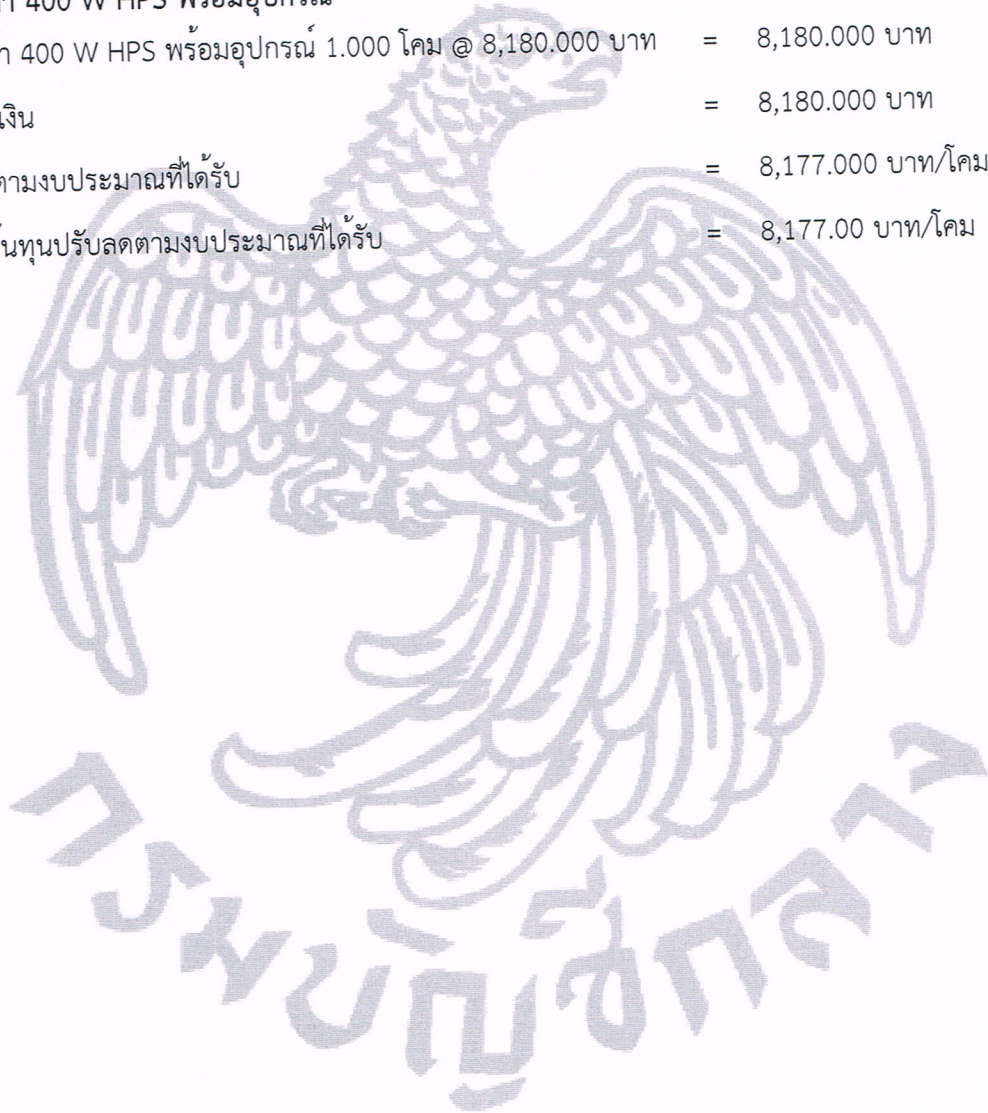 400 W HPS พร้อมอุปกรณ์
400 W HPS พร้อมอุปกรณ์ 1.000 โคม @ 8,180.000 บาท = 8,180.000 บาท
เงิน = 8,180.000 บาท
ตามงบประมาณที่ได้รับ = 8,177.000 บาท/โคม
นทุนปรับลดตามงบประมาณที่ได้รับ = 8,177.00 บาท/โคม
กรมบัญชีกลาง